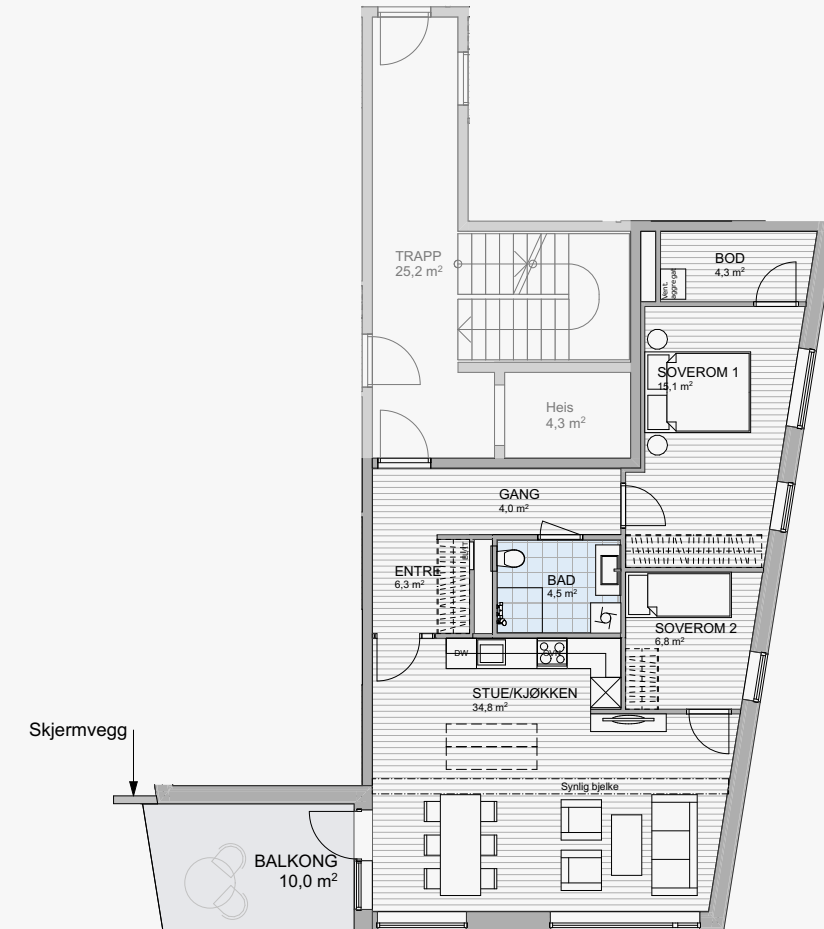 TRAPP
25,2 m²
BOD
4,3 m²
Vent.
aggregat
SOVEROM 1
15,1 m²
Heis
4,3 m²
GANG
4,0 m²
ENTRE
6,3 m²
BAD
4,5 m²
SOVEROM 2
6,8 m²
DW
STUE/KJØKKEN
34,8 m²
Skjermvegg
Synlig bjelke
BALKONG
10,0 m²